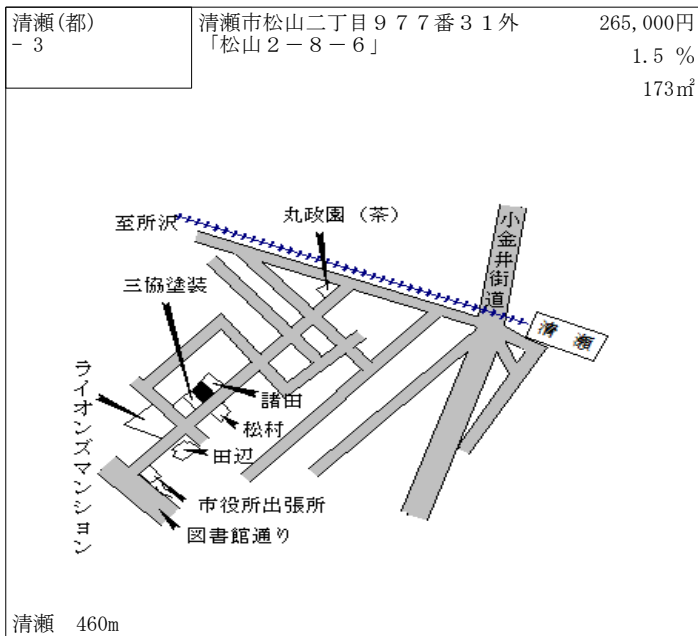 清瀬(都)
－ 3
清瀬市松山二丁目９７７番３１外
「松山２－８－６」
265,000円
1.5 %
173㎡
至所沢
丸政園（茶）
小金井街道
三協塗装
清瀬
ライオンズマンション
諸田
松村
田辺
市役所出張所
図書館通り
清瀬　460m